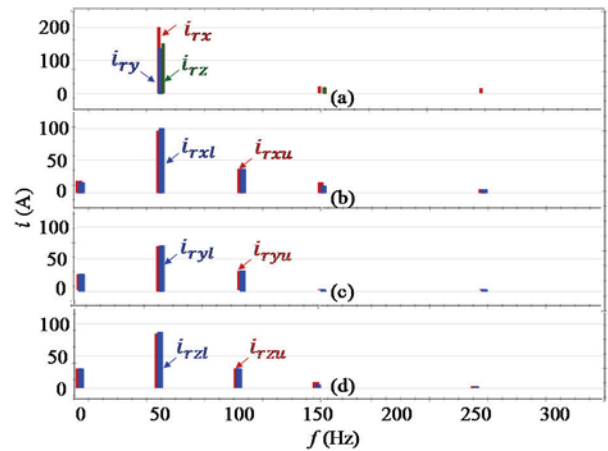 200
100
0
i_rx
i_ry
i_rz
(a)
100
50
0
i_rxl
i_rxu
(b)
100
50
0
i_ryl
i_ryu
(c)
100
50
0
i_rzl
i_rzu
(d)
i (A)
0 50 100 150 200 250 300
f (Hz)